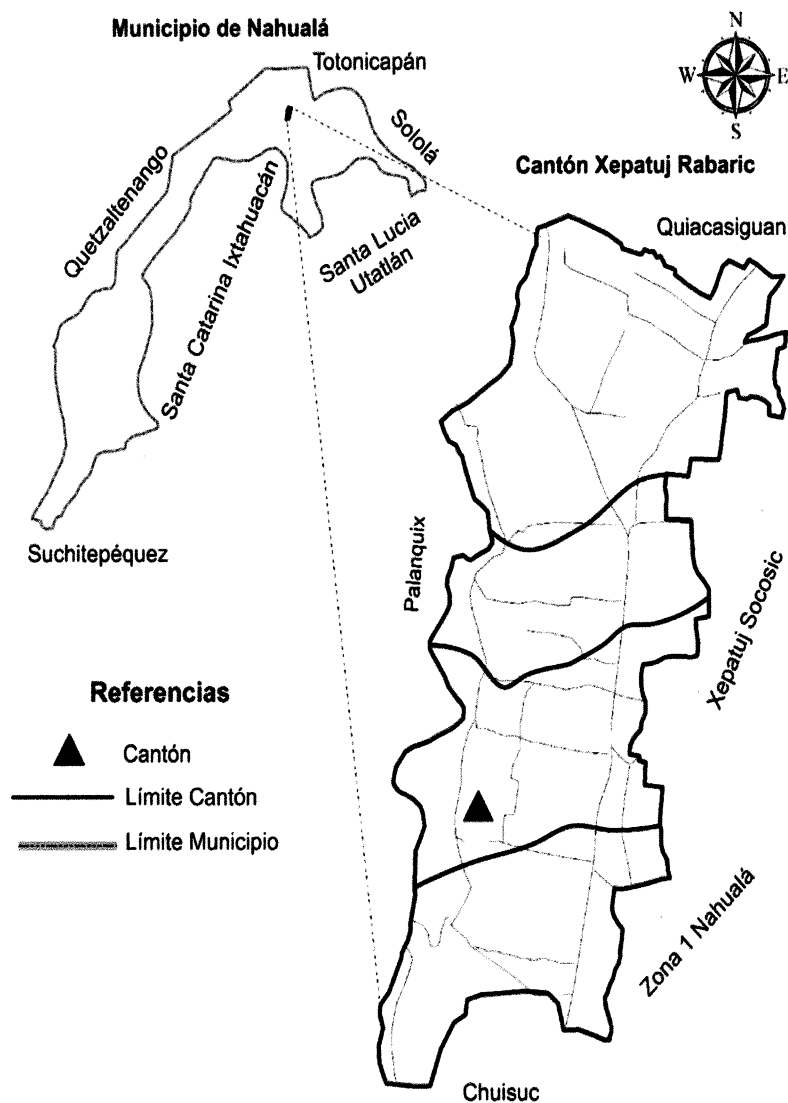 Municipio de Nahualá
Totonicapán
N
W
E
S
Sololá
Quetzaltenango
Santa Catarina Ixtahuacán
Santa Lucia
Utatlán
Suchitepéquez
Cantón Xepatuj Rabaric
Quiacasiguan
Palanquix
Xepatuj Socosic
Zona 1 Nahualá
Chuisuc
Referencias
Cantón
Límite Cantón
Límite Municipio